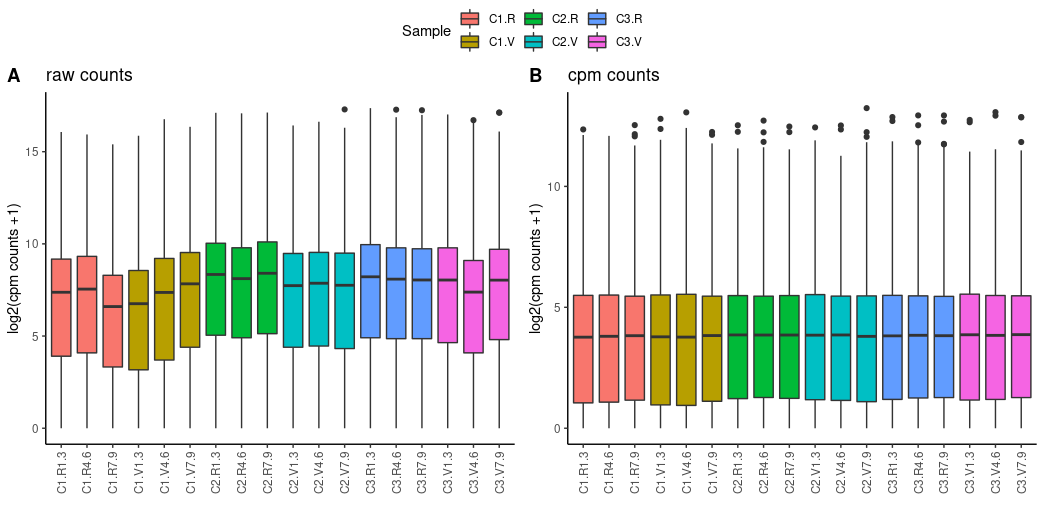 Sample
C1.R C2.R C3.R
C1.V C2.V C3.V
A raw counts
log2(cpm counts +1)
15
10
5
0
C1.R1.3 C1.R4.6 C1.R7.9 C1.V1.3 C1.V4.6 C1.V7.9 C2.R1.3 C2.R4.6 C2.R7.9 C2.V1.3 C2.V4.6 C2.V7.9 C3.R1.3 C3.R4.6 C3.R7.9 C3.V1.3 C3.V4.6 C3.V7.9
B cpm counts
log2(cpm counts +1)
10
5
0
C1.R1.3 C1.R4.6 C1.R7.9 C1.V1.3 C1.V4.6 C1.V7.9 C2.R1.3 C2.R4.6 C2.R7.9 C2.V1.3 C2.V4.6 C2.V7.9 C3.R1.3 C3.R4.6 C3.R7.9 C3.V1.3 C3.V4.6 C3.V7.9